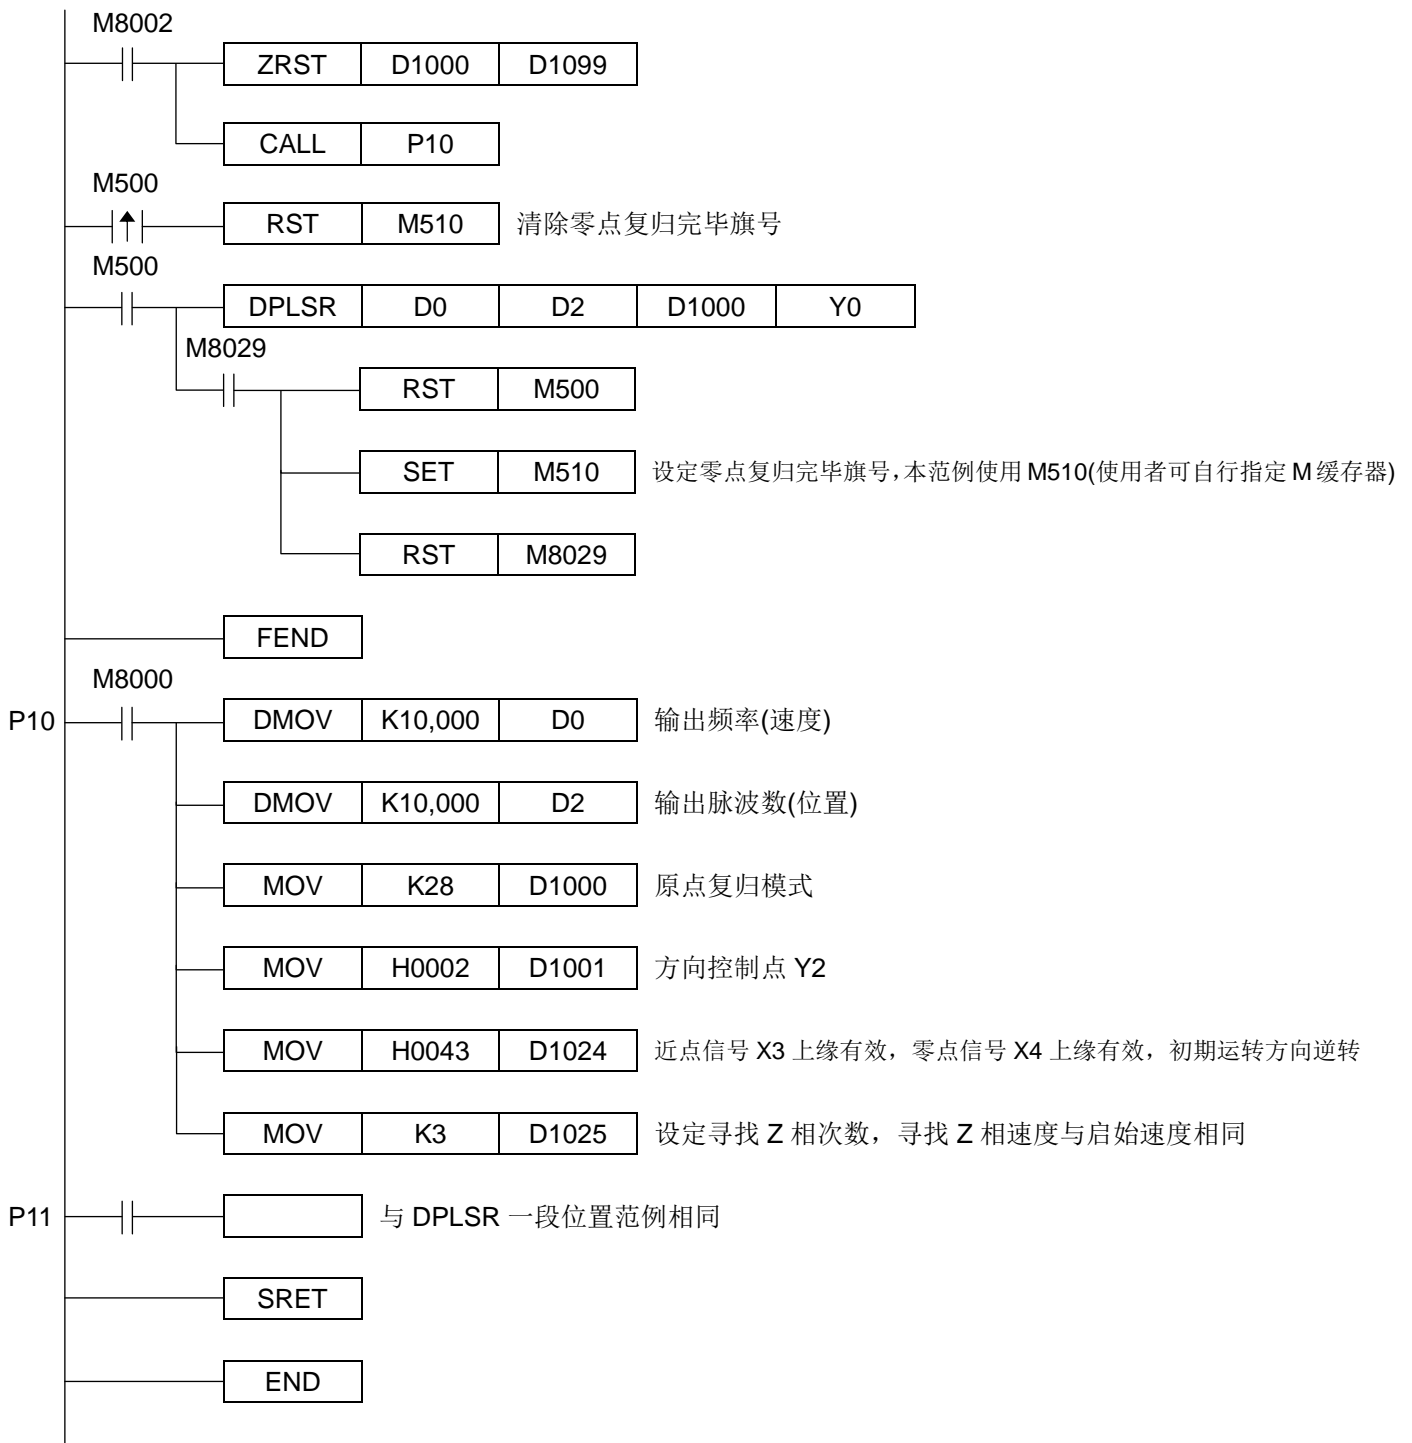 M8002
ZRST D1000 D1099
CALL P10
M500
RST M510 清除零点复归完毕旗号
M500
DPLSR D0 D2 D1000 Y0
M8029
RST M500
SET M510 设定零点复归完毕旗号,本范例使用 M510(使用者可自行指定 M 缓存器)
RST M8029
FEND
M8000
P10 DMOV K10,000 D0 输出频率(速度)
DMOV K10,000 D2 输出脉波数(位置)
MOV K28 D1000 原点复归模式
MOV H0002 D1001 方向控制点 Y2
MOV H0043 D1024 近点信号 X3 上缘有效，零点信号 X4 上缘有效，初期运转方向逆转
MOV K3 D1025 设定寻找 Z 相次数，寻找 Z 相速度与启始速度相同
P11 与 DPLSR 一段位置范例相同
SRET
END